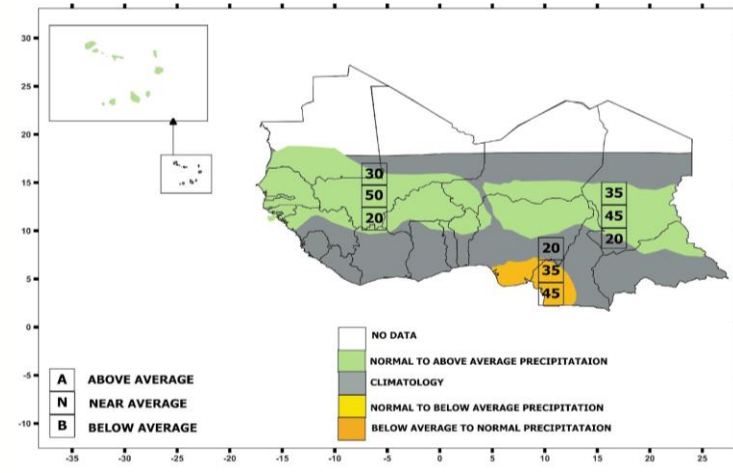 30
25
20
15
10
5
0
-5
-10
30
50
20
35
45
20
20
35
45
NO DATA
NORMAL TO ABOVE AVERAGE PRECIPITATAION
CLIMATOLOGY
NORMAL TO BELOW AVERAGE PRECIPITATION
BELOW AVERAGE TO NORMAL PRECIPITATAION
A ABOVE AVERAGE
N NEAR AVERAGE
B BELOW AVERAGE
-35 -30 -25 -20 -15 -10 -5 0 5 10 15 20 25